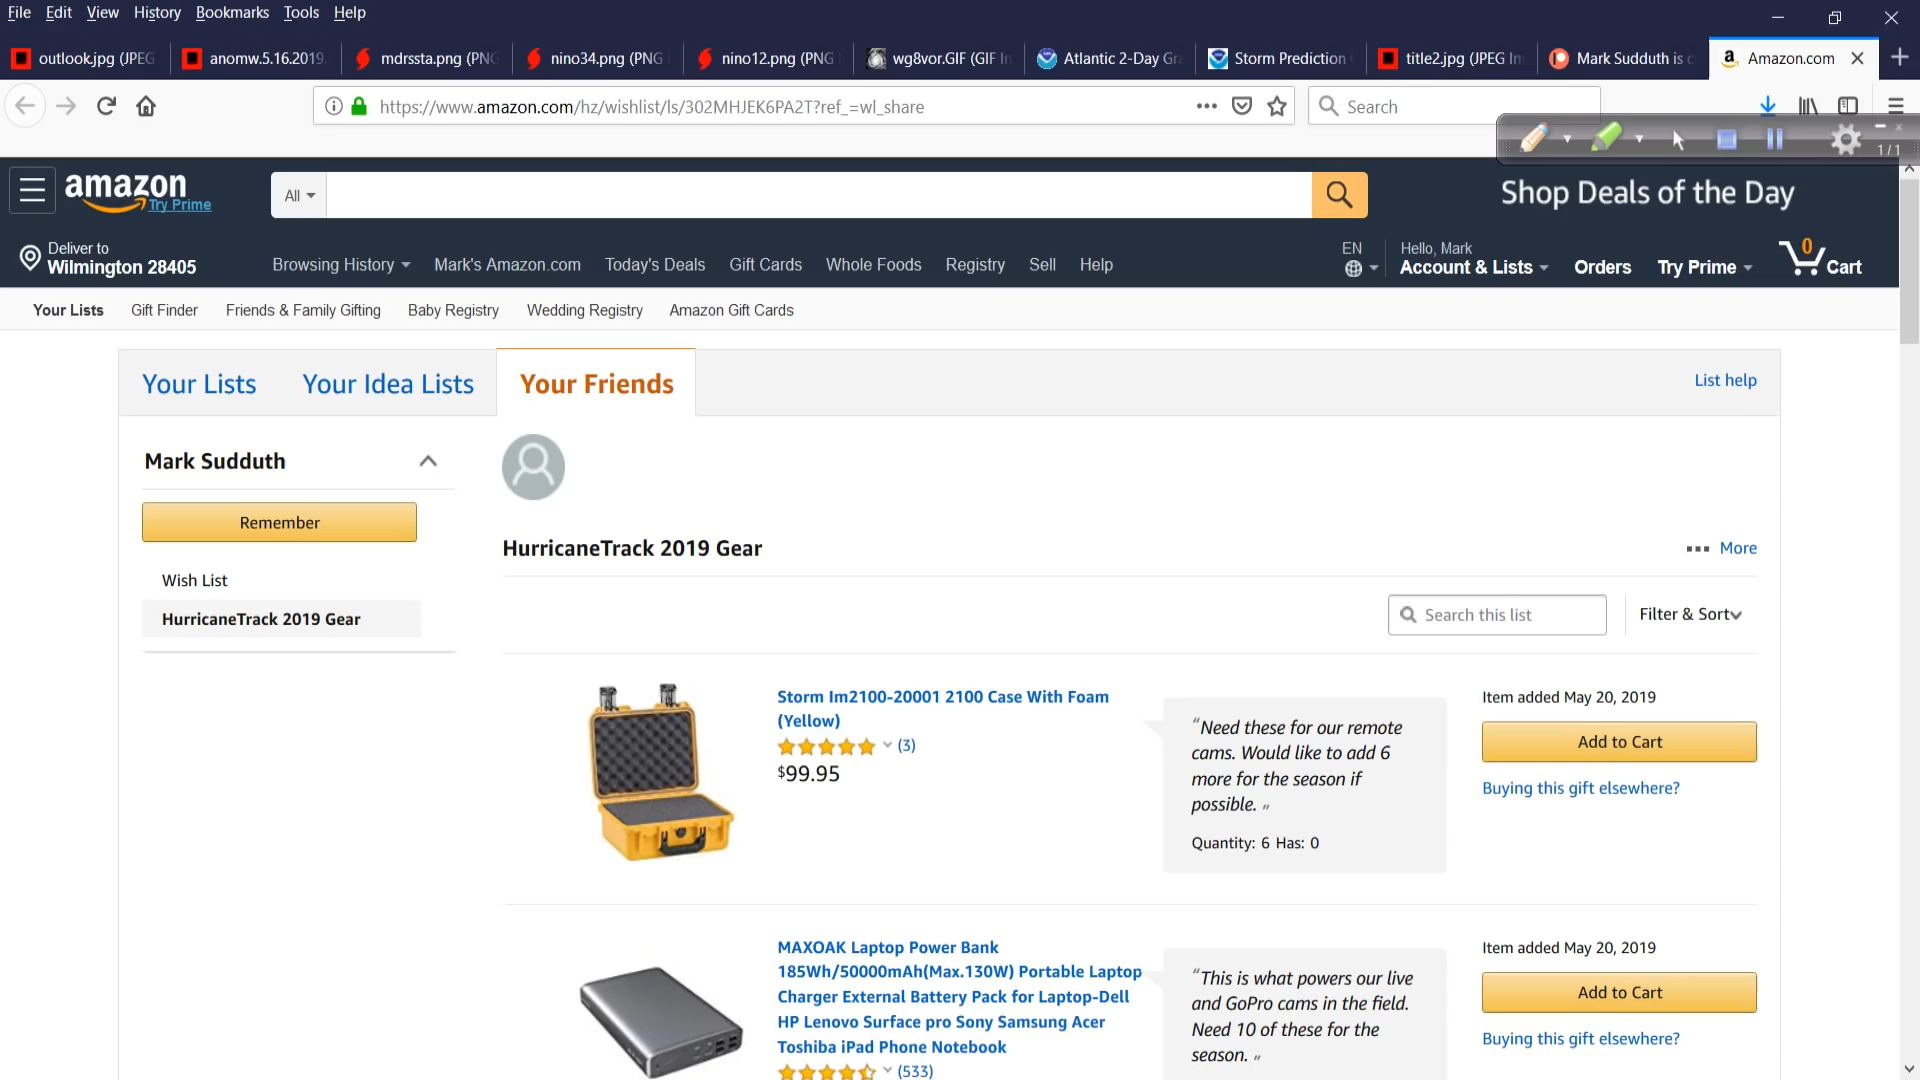 File Edit View History Bookmarks Tools Help
outlook.jpg (JPEG
anomw.5.16.2019.
mdrssta.png (PNG
nino34.png (PNG
nino12.png (PNG
wg8vor.GIF (GIF Im
Atlantic 2-Day Gra
Storm Prediction C
title2.jpg (JPEG Im
Mark Sudduth is c
Amazon.com
https://www.amazon.com/hz/wishlist/ls/302MHJEK6PA2T?ref_=wl_share
Search
1/1
amazon
Try Prime
All
Shop Deals of the Day
Deliver to
Wilmington 28405
Browsing History Mark's Amazon.com Today's Deals Gift Cards Whole Foods Registry Sell Help
EN
Hello, Mark
Account & Lists
Orders
Try Prime
0
Cart
Your Lists Gift Finder Friends & Family Gifting Baby Registry Wedding Registry Amazon Gift Cards
Your Lists Your Idea Lists Your Friends
List help
Mark Sudduth
Remember
Wish List
HurricaneTrack 2019 Gear
HurricaneTrack 2019 Gear
More
Search this list
Filter & Sort
Storm Im2100-20001 2100 Case With Foam
(Yellow)
(3)
$99.95
“Need these for our remote
cams. Would like to add 6
more for the season if
possible. ”
Quantity: 6 Has: 0
Item added May 20, 2019
Add to Cart
Buying this gift elsewhere?
MAXOAK Laptop Power Bank
185Wh/50000mAh(Max.130W) Portable Laptop
Charger External Battery Pack for Laptop-Dell
HP Lenovo Surface pro Sony Samsung Acer
Toshiba iPad Phone Notebook
(533)
“This is what powers our live
and GoPro cams in the field.
Need 10 of these for the
season. ”
Item added May 20, 2019
Add to Cart
Buying this gift elsewhere?